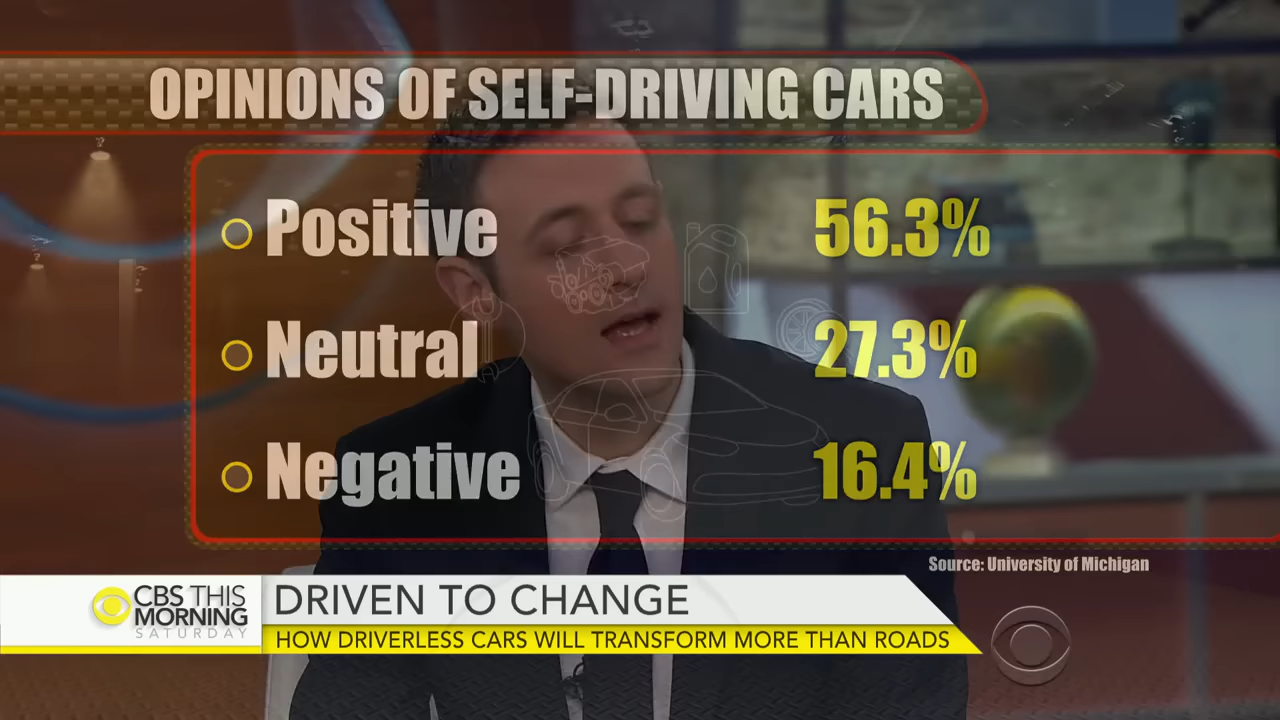 OPINIONS OF SELF-DRIVING CARS
Positive 56.3%
Neutral 27.3%
Negative 16.4%
Source: University of Michigan
CBS THIS MORNING SATURDAY
DRIVEN TO CHANGE
HOW DRIVERLESS CARS WILL TRANSFORM MORE THAN ROADS